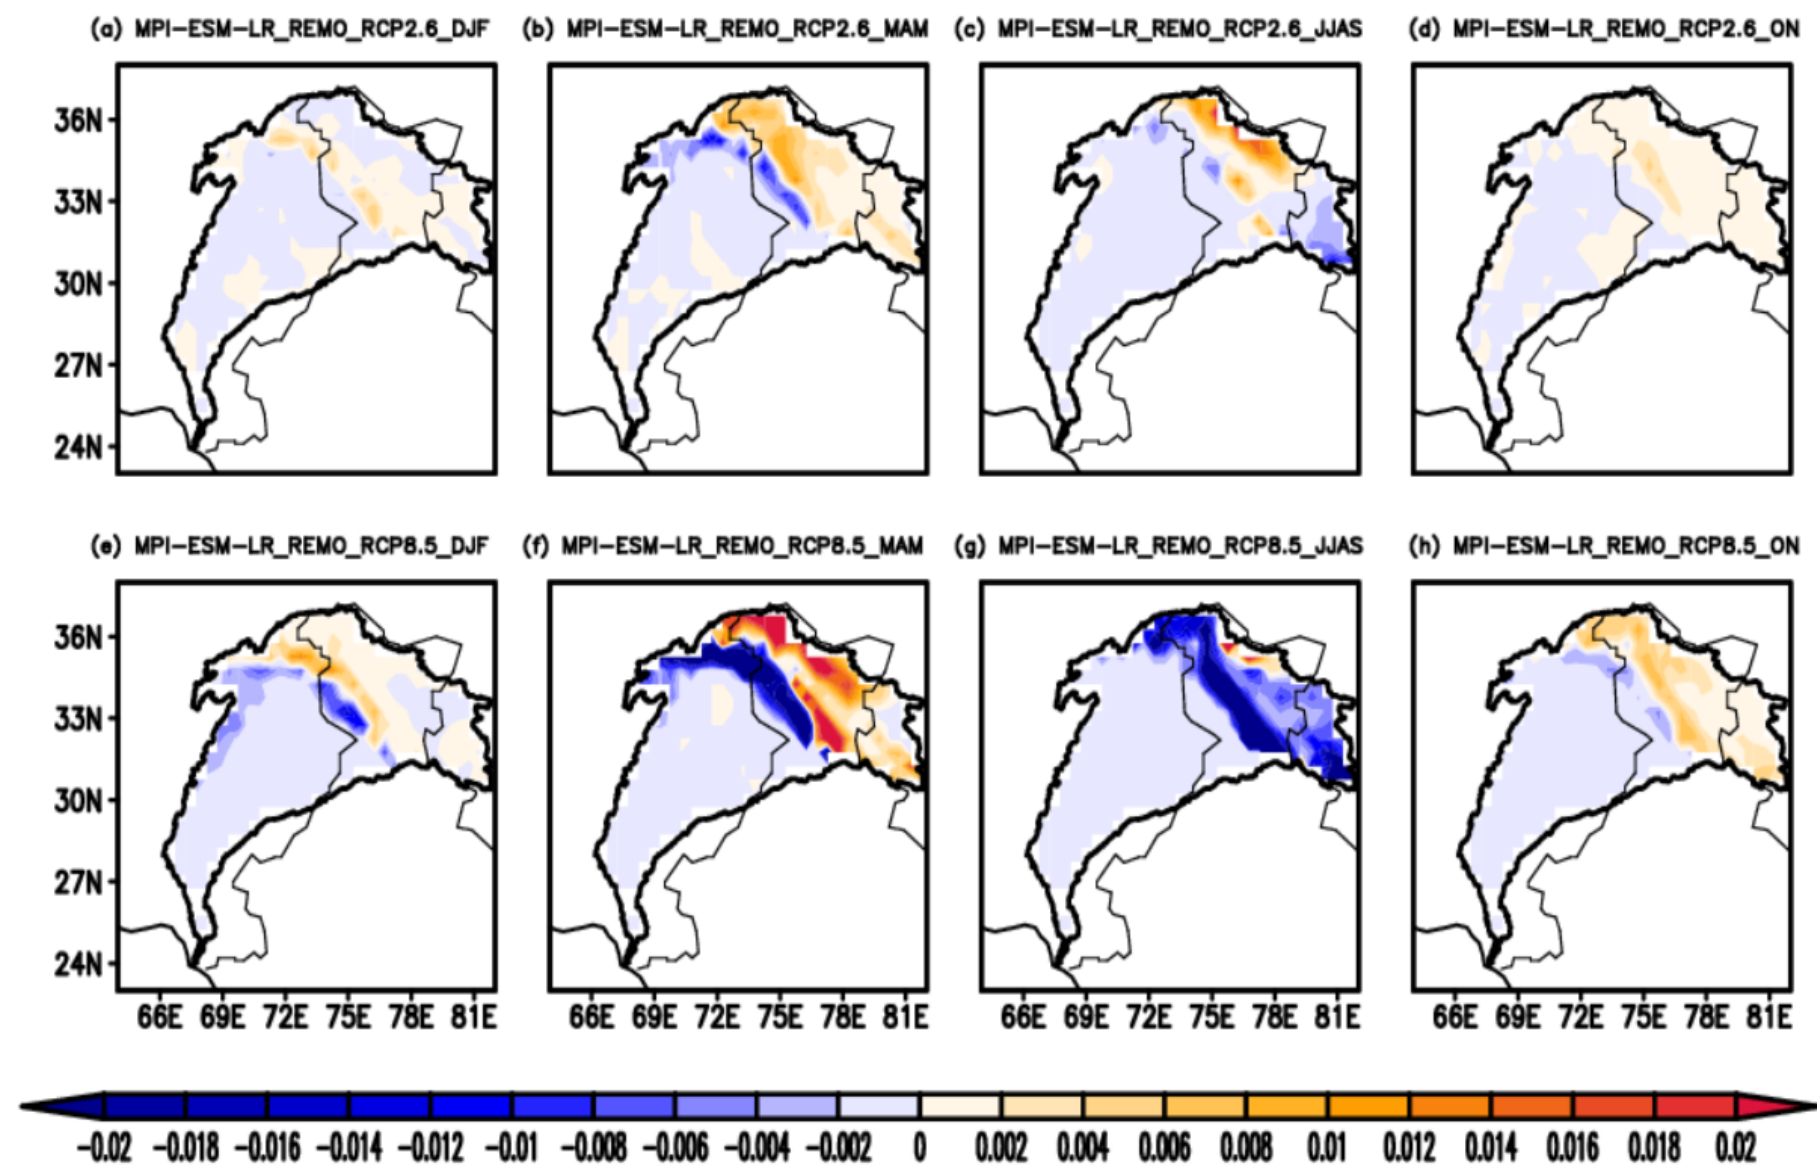 (a) MPI-ESM-LR_REMO_RCP2.6_DJF (b) MPI-ESM-LR_REMO_RCP2.6_MAM (c) MPI-ESM-LR_REMO_RCP2.6_JJAS (d) MPI-ESM-LR_REMO_RCP2.6_ON
36N
33N
30N
27N
24N
(e) MPI-ESM-LR_REMO_RCP8.5_DJF (f) MPI-ESM-LR_REMO_RCP8.5_MAM (g) MPI-ESM-LR_REMO_RCP8.5_JJAS (h) MPI-ESM-LR_REMO_RCP8.5_ON
36N
33N
30N
27N
24N
66E 69E 72E 75E 78E 81E 66E 69E 72E 75E 78E 81E 66E 69E 72E 75E 78E 81E 66E 69E 72E 75E 78E 81E
-0.02 -0.018 -0.016 -0.014 -0.012 -0.01 -0.008 -0.006 -0.004 -0.002 0 0.002 0.004 0.006 0.008 0.01 0.012 0.014 0.016 0.018 0.02